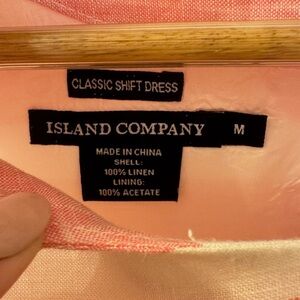 CLASSIC SHIFT DRESS
ISLAND COMPANY M
MADE IN CHINA
SHELL:
100% LINEN
LINING:
100% ACETATE